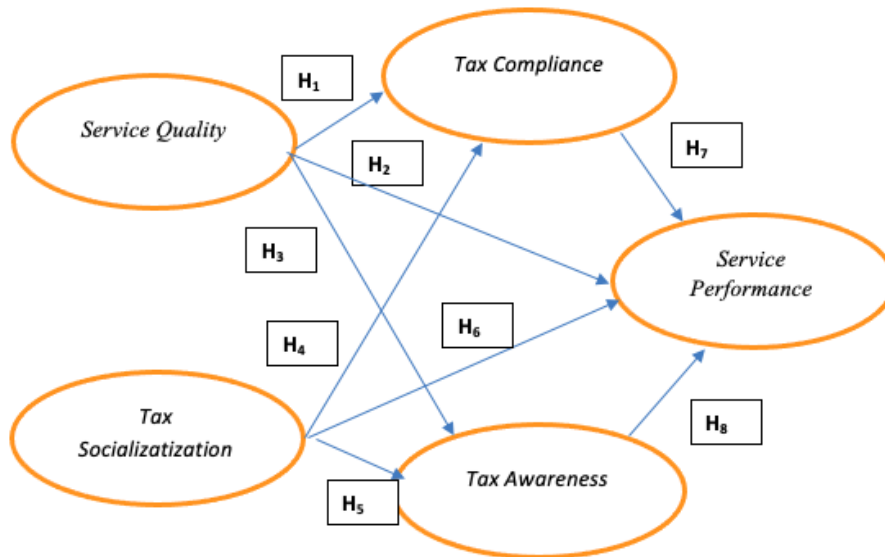 Tax Compliance
H₁
Service Quality
H₂
H₇
H₃
Service
Performance
H₆
H₄
Tax
Socializatization
H₈
Tax Awareness
H₅